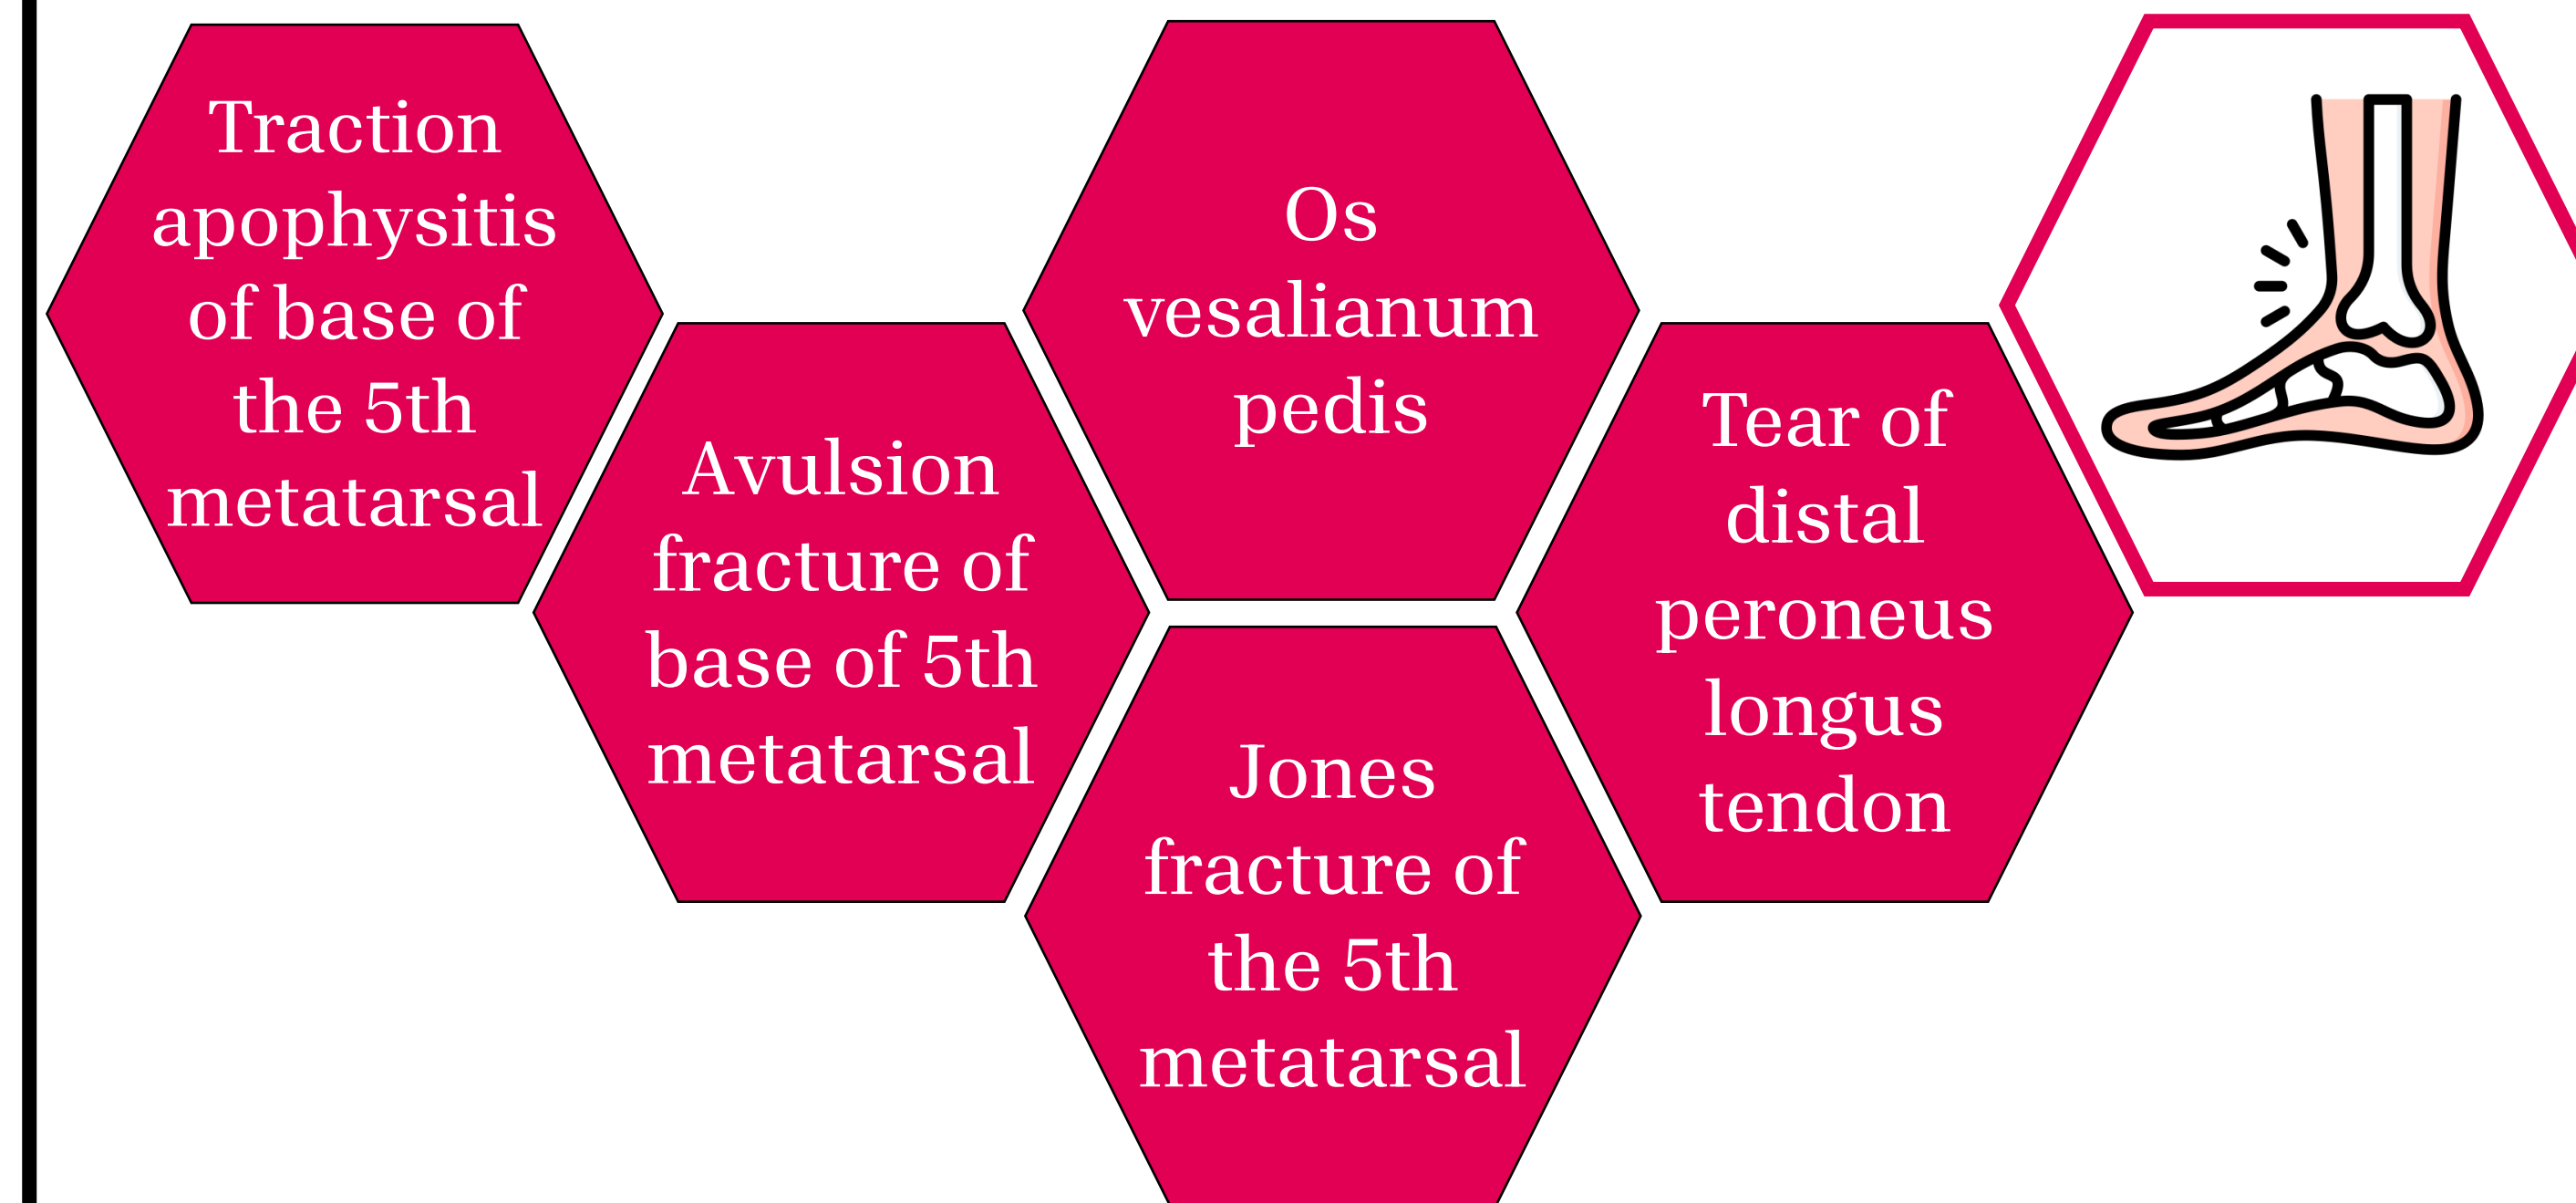 Traction
apophysitis
of base of
the 5th
metatarsal
Avulsion
fracture of
base of 5th
metatarsal
Os
vesalianum
pedis
Jones
fracture of
the 5th
metatarsal
Tear of
distal
peroneus
longus
tendon